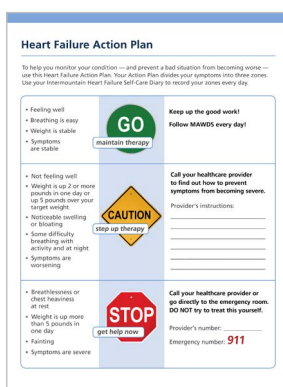 Heart Failure Action Plan
To help you monitor your condition — and prevent a bad situation from becoming worse —
use this Heart Failure Action Plan. Your Action Plan divides your symptoms into three zones.
Use your Intermountain Heart Failure Self-Care Diary to record your zones every day.
• Feeling well
• Breathing is easy
• Weight is stable
• Symptoms
are stable
GO
maintain therapy
Keep up the good work!
Follow MAWDS every day!
• Not feeling well
• Weight is up 2 or more
pounds in one day or
up 5 pounds over your
target weight
• Noticeable swelling
or bloating
• Some difficulty
breathing with
activity and at night
• Symptoms are
worsening
CAUTION
step up therapy
Call your healthcare provider
to find out how to prevent
symptoms from becoming severe.
Provider's instructions:
• Breathlessness or
chest heaviness
at rest
• Weight is up more
than 5 pounds in
one day
• Fainting
• Symptoms are severe
STOP
get help now
Call your healthcare provider or
go directly to the emergency room.
DO NOT try to treat this yourself.
Provider's number:
Emergency number: 911